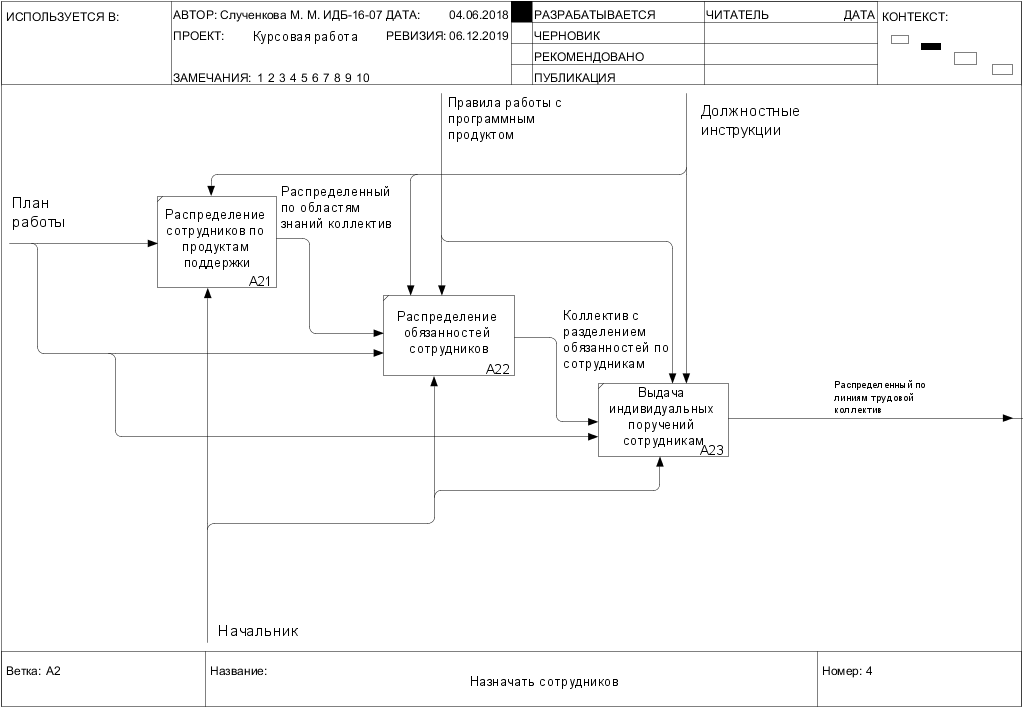 ИСПОЛЬЗУЕТСЯ В:
АВТОР: Слученкова М. М. ИДБ-16-07 ДАТА: 04.06.2018
ПРОЕКТ: Курсовая работа РЕВИЗИЯ: 06.12.2019
ЗАМЕЧАНИЯ: 1 2 3 4 5 6 7 8 9 10
РАЗРАБАТЫВАЕТСЯ
ЧЕРНОВИК
РЕКОМЕНДОВАНО
ПУБЛИКАЦИЯ
ЧИТАТЕЛЬ ДАТА
КОНТЕКСТ:
Правила работы с
программным
продуктом
Должностные
инструкции
План
работы
Распределение
сотрудников по
продуктам
поддержки
A21
Распределенный
по областям
знаний коллектив
Распределение
обязанностей
сотрудников
A22
Коллектив с
разделением
обязанностей по
сотрудникам
Выдача
индивидуальных
поручений
сотрудникам
A23
Распределенный по
линиям трудовой
коллектив
Начальник
Ветка: A2
Название:
Назначать сотрудников
Номер: 4